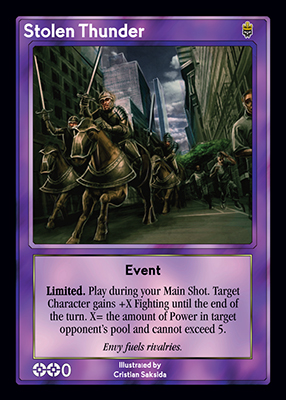 Stolen Thunder
Event
Limited. Play during your Main Shot. Target
Character gains +X Fighting until the end of
the turn. X= the amount of Power in target
opponent's pool and cannot exceed 5.
Envy fuels rivalries.
0
Illustrated by
Cristian Saksida